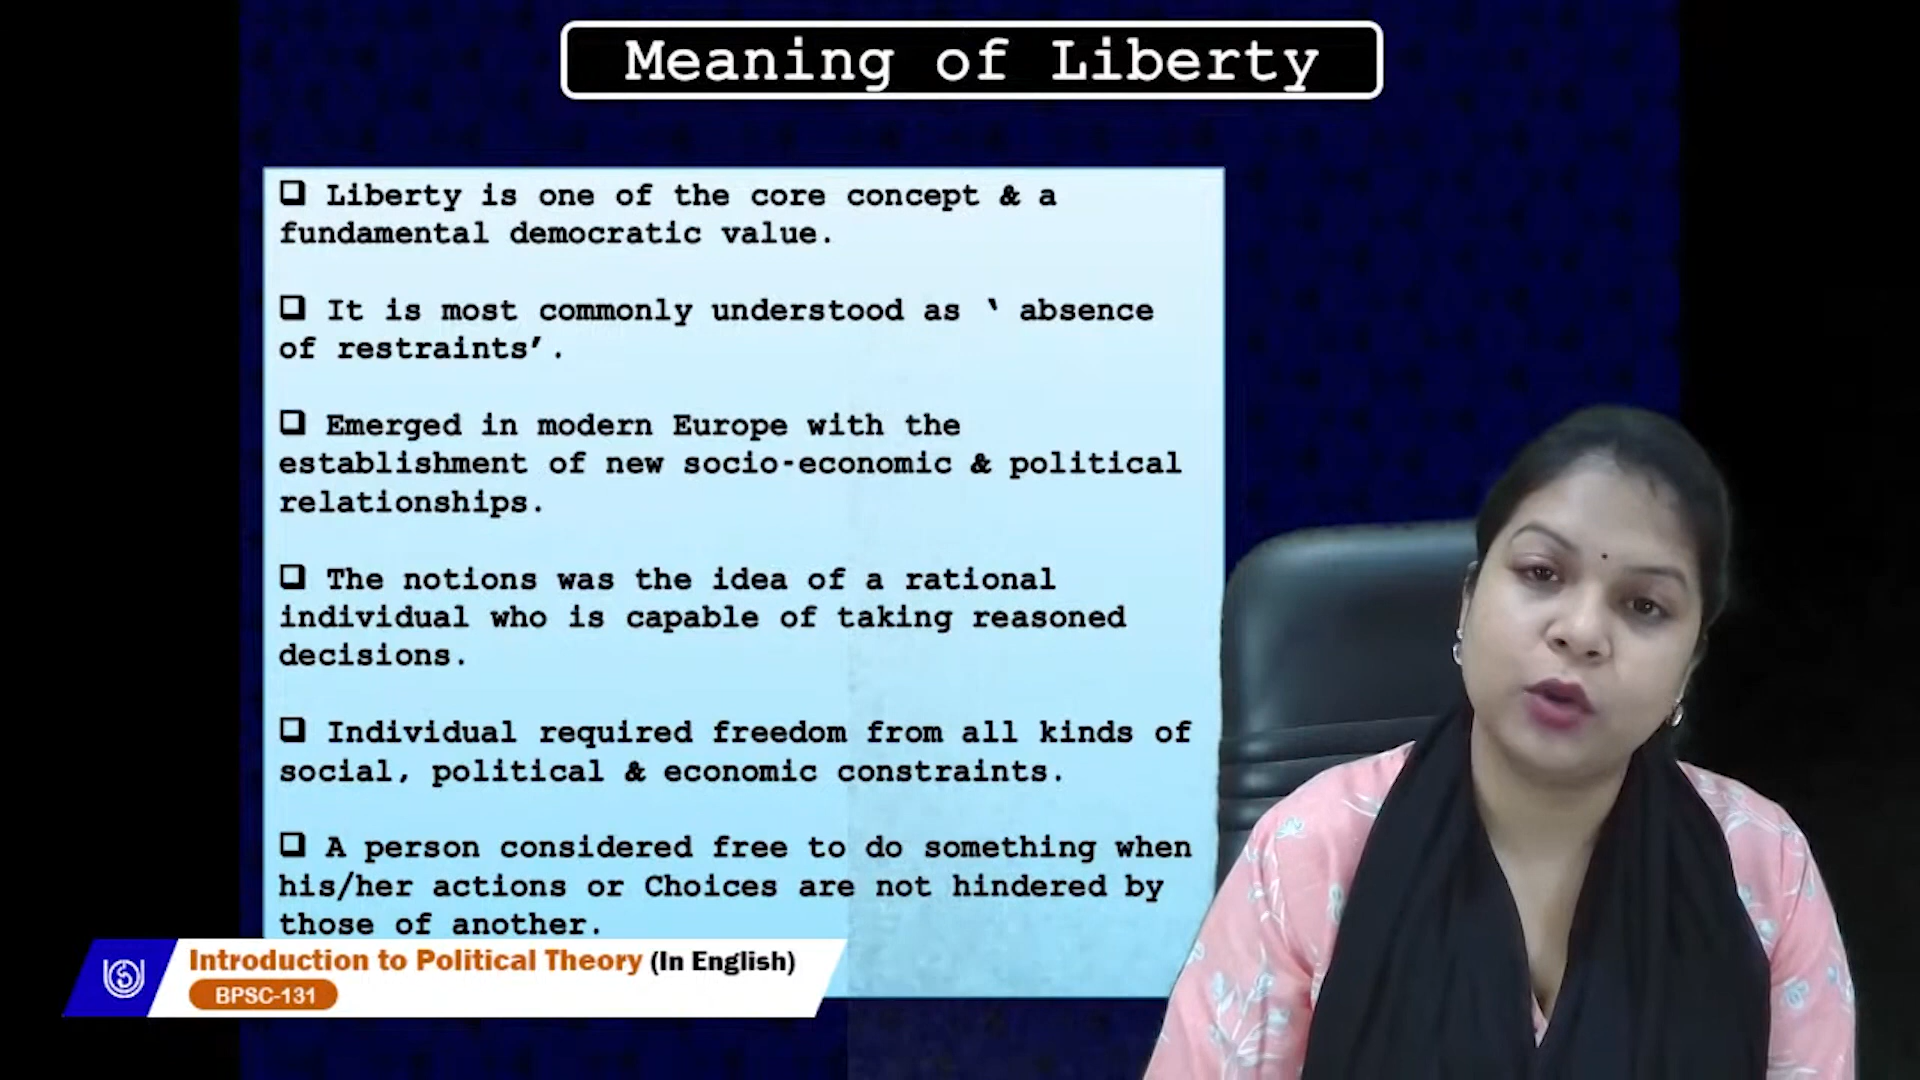 Meaning of Liberty
❑ Liberty is one of the core concept & a
fundamental democratic value.
❑ It is most commonly understood as ‘ absence
of restraints’.
❑ Emerged in modern Europe with the
establishment of new socio-economic & political
relationships.
❑ The notions was the idea of a rational
individual who is capable of taking reasoned
decisions.
❑ Individual required freedom from all kinds of
social, political & economic constraints.
❑ A person considered free to do something when
his/her actions or Choices are not hindered by
those of another.
Introduction to Political Theory (In English)
BPSC-131